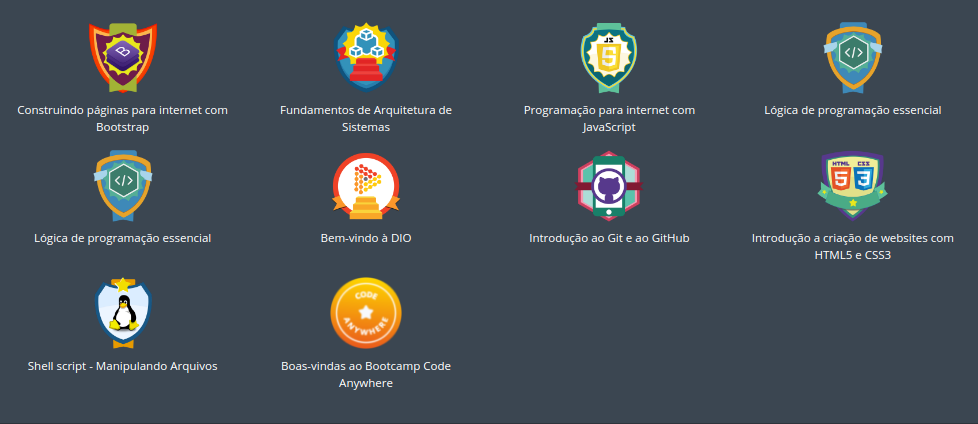 JS
5
Construindo páginas para internet com
Bootstrap
Fundamentos de Arquitetura de
Sistemas
Programação para internet com
JavaScript
</>
Lógica de programação essencial
</>
Lógica de programação essencial
Bem-vindo à DIO
Introdução ao Git e ao GitHub
HTML CSS
5 3
Introdução a criação de websites com
HTML5 e CSS3
Shell script - Manipulando Arquivos
CODE
ANYWHERE
Boas-vindas ao Bootcamp Code
Anywhere